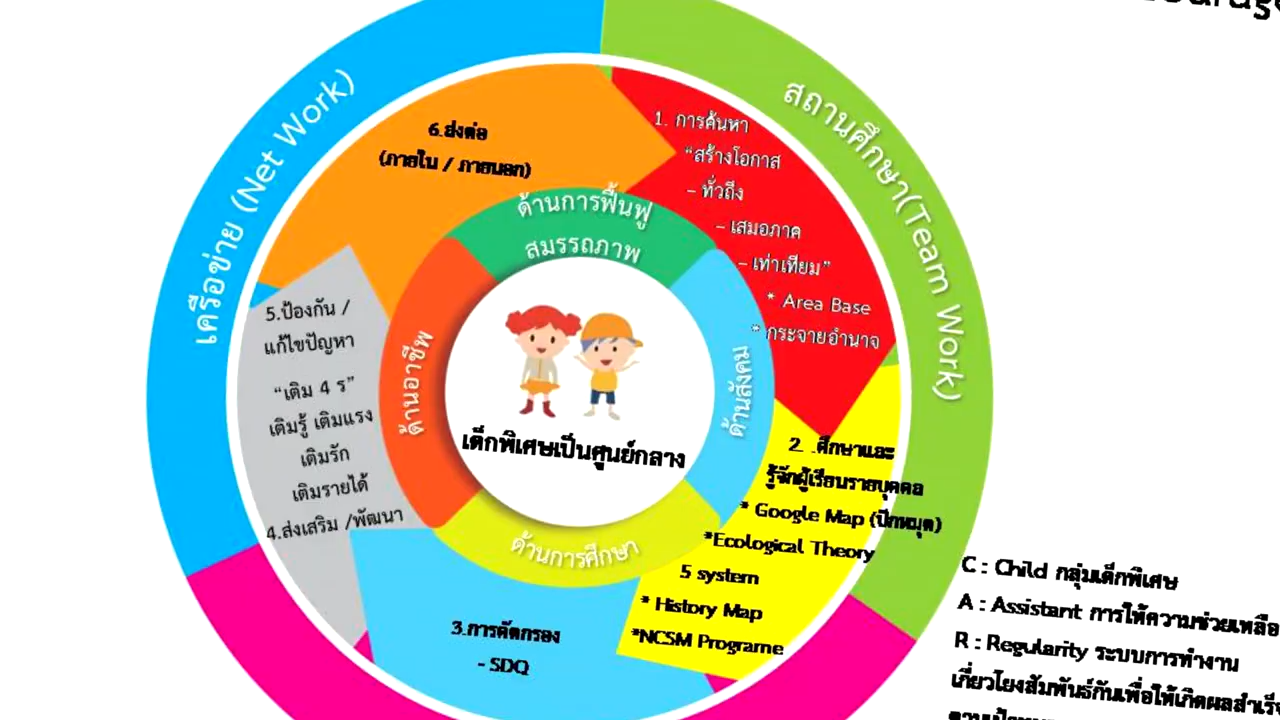 เครือข่าย (Net Work)
สถานศึกษา(Team Work)
6.ส่งต่อ
(ภายใน / ภายนอก)
1. การค้นหา
“สร้างโอกาส
– ทั่วถึง
– เสมอภาค
– เท่าเทียม”
* Area Base
* กระจายอำนาจ
ด้านการฟื้นฟู
สมรรถภาพ
5.ป้องกัน /
แก้ไขปัญหา
“เติม 4 ร”
เติมรู้ เติมแรง
เติมรัก
เติมรายได้
4.ส่งเสริม /พัฒนา
ด้านอาชีพ
ด้านสังคม
เด็กพิเศษเป็นศูนย์กลาง
2. .ศึกษาและ
รู้จักผู้เรียนรายบุคคล
* Google Map (ปักหมุด)
*Ecological Theory
5 system
* History Map
*NCSM Programe
ด้านการศึกษา
3.การคัดกรอง
- SDQ
C : Child กลุ่มเด็กพิเศษ
A : Assistant การให้ความช่วยเหลือ
R : Regularity ระบบการทำงาน
เกี่ยวโยงสัมพันธ์กันเพื่อให้เกิดผลสำเร็จ